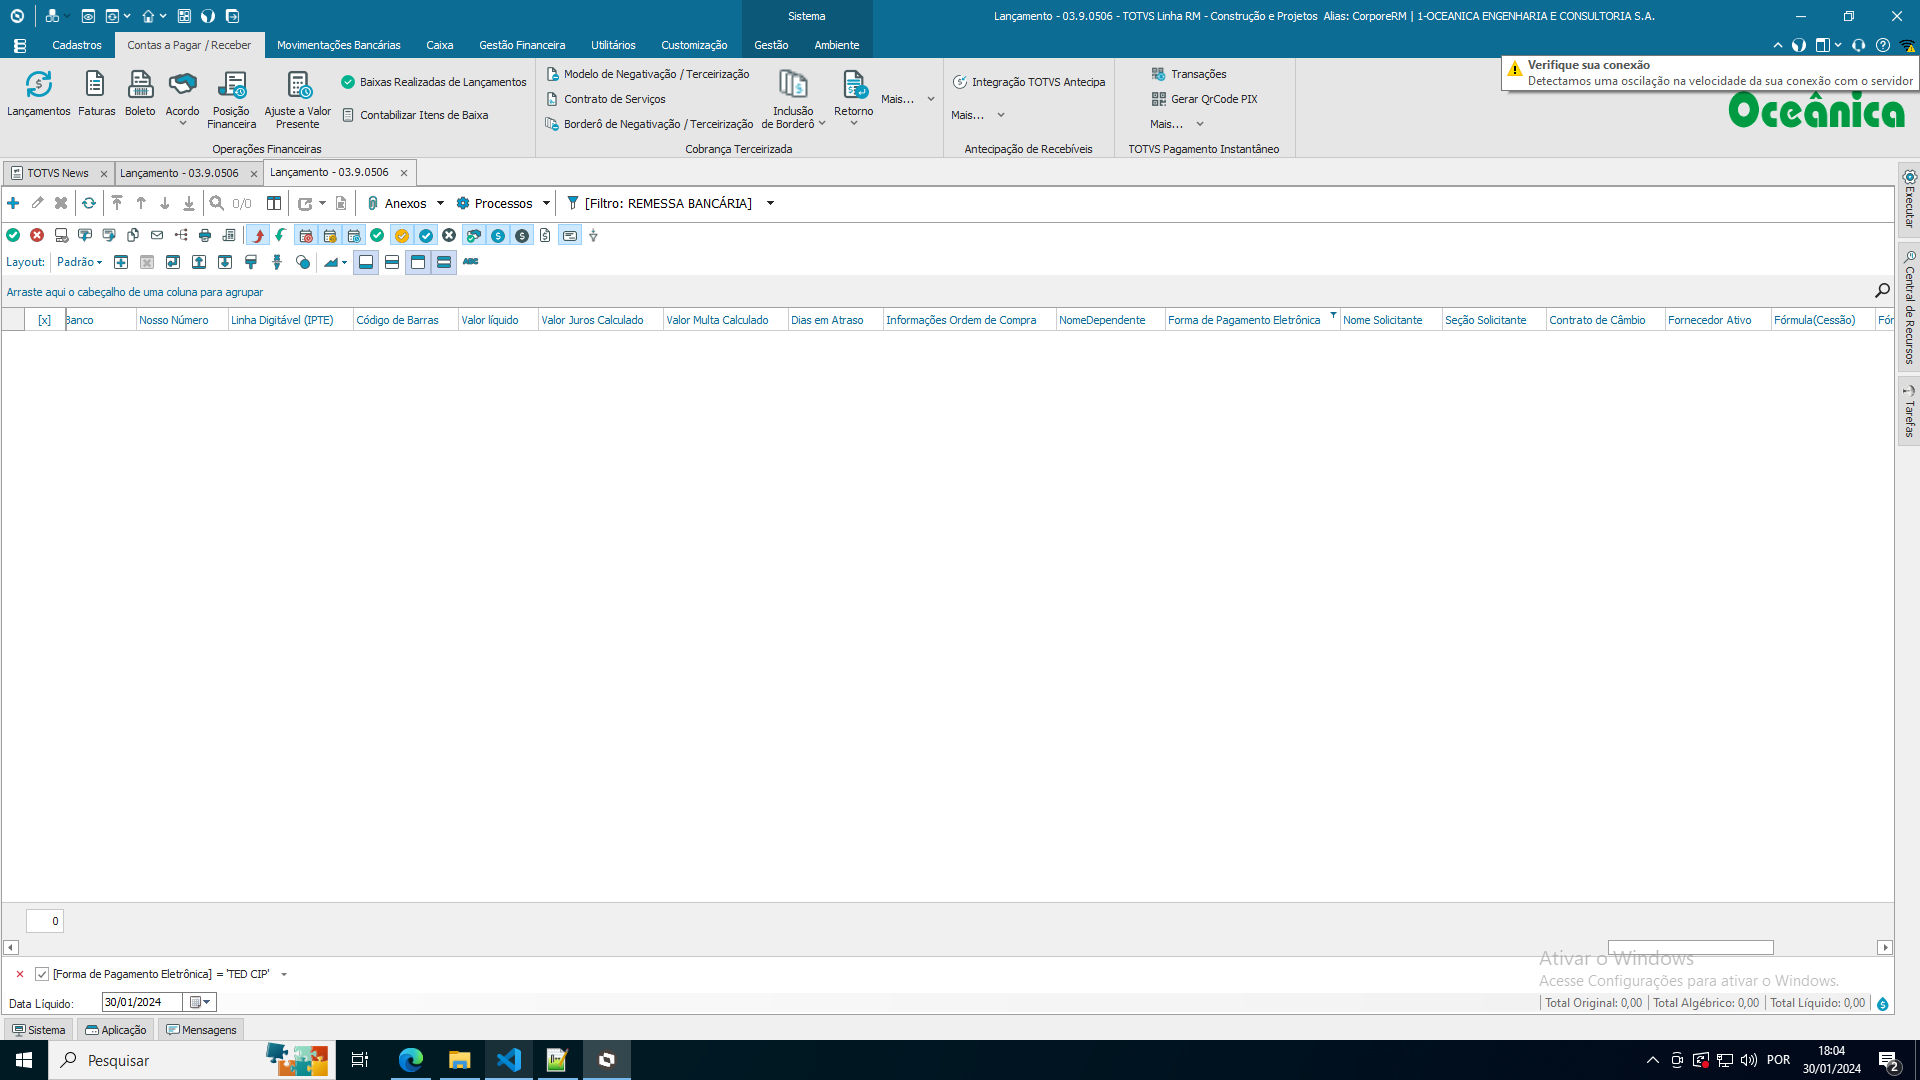 Sistema
Lançamento - 03.9.0506 - TOTVS Linha RM - Construção e Projetos  Alias: CorporeRM | 1-OCEANICA ENGENHARIA E CONSULTORIA S.A.
Cadastros
Contas a Pagar / Receber
Movimentações Bancárias
Caixa
Gestão Financeira
Utilitários
Customização
Gestão
Ambiente
Verifique sua conexão
Detectamos uma oscilação na velocidade da sua conexão com o servidor
Lançamentos
Faturas
Boleto
Acordo
Posição
Financeira
Ajuste a Valor
Presente
Baixas Realizadas de Lançamentos
Contabilizar Itens de Baixa
Operações Financeiras
Modelo de Negativação / Terceirização
Contrato de Serviços
Borderô de Negativação / Terceirização
Inclusão
de Borderô
Retorno
Mais...
Cobrança Terceirizada
Integração TOTVS Antecipa
Mais...
Antecipação de Recebíveis
Transações
Gerar QrCode PIX
Mais...
TOTVS Pagamento Instantâneo
Oceânica
TOTVS News
Lançamento - 03.9.0506
Lançamento - 03.9.0506
0/0
Anexos
Processos
[Filtro: REMESSA BANCÁRIA]
Layout:
Padrão
ABC
Arraste aqui o cabeçalho de uma coluna para agrupar
[x]
Banco
Nosso Número
Linha Digitável (IPTE)
Código de Barras
Valor líquido
Valor Juros Calculado
Valor Multa Calculado
Dias em Atraso
Informações Ordem de Compra
NomeDependente
Forma de Pagamento Eletrônica
Nome Solicitante
Seção Solicitante
Contrato de Câmbio
Fornecedor Ativo
Fórmula(Cessão)
Fór
Executar
Central de Recursos
Tarefas
0
[Forma de Pagamento Eletrônica] = 'TED CIP'
Data Líquido:
30/01/2024
Ativar o Windows
Acesse Configurações para ativar o Windows.
Total Original: 0,00
Total Algébrico: 0,00
Total Líquido: 0,00
Sistema
Aplicação
Mensagens
Pesquisar
POR
18:04
30/01/2024
2